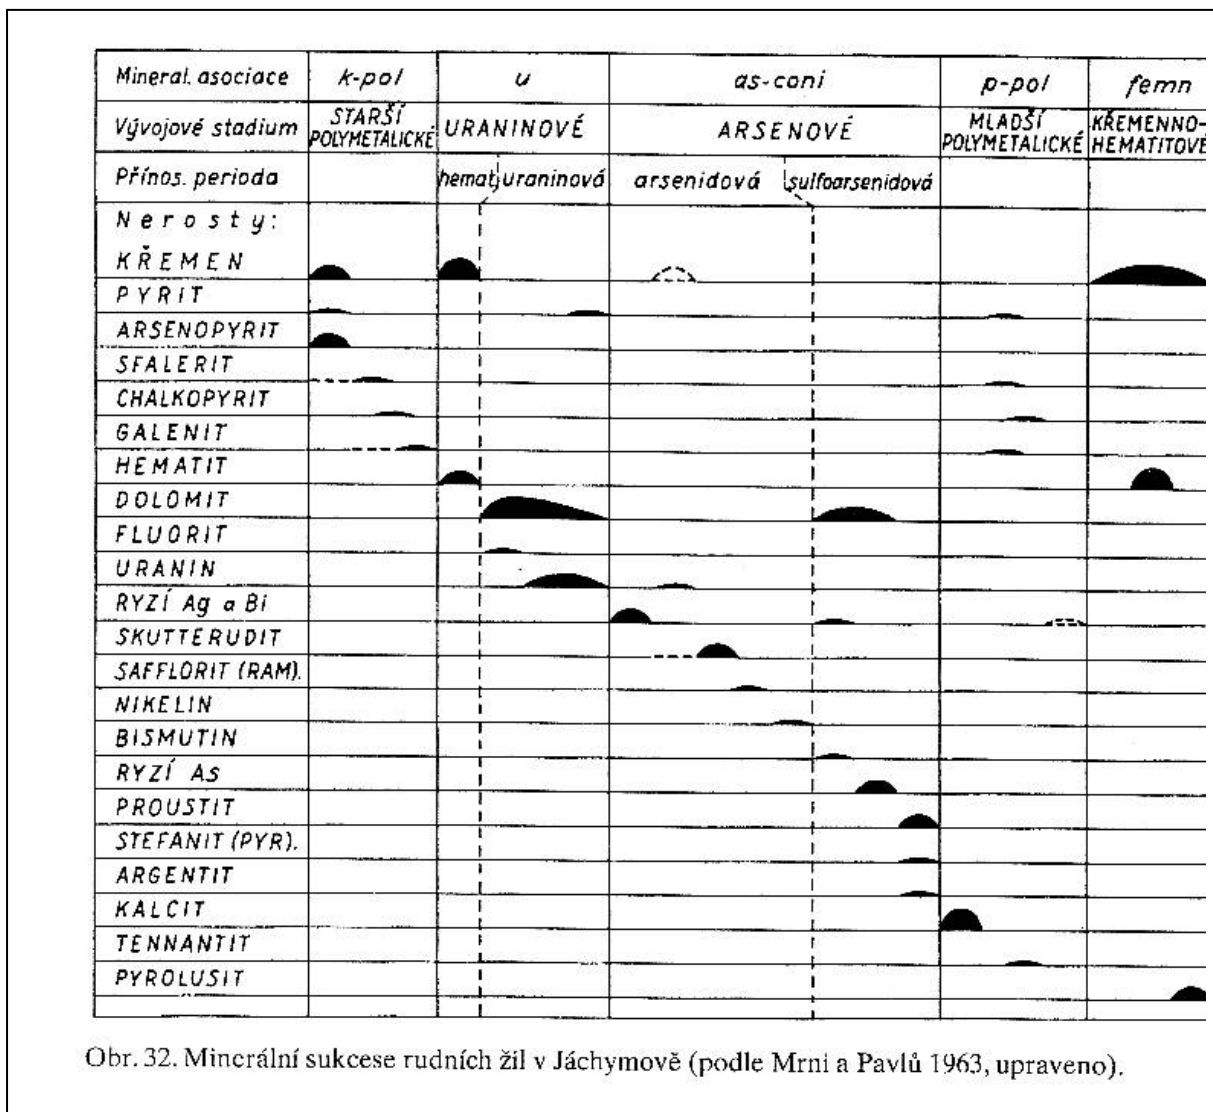 Mineral. asociace k-pol u as-coni p-pol femn
Vývojové stadium STARŠÍ POLYMETALICKÉ URANINOVÉ ARSENOVÉ MLADŠÍ POLYMETALICKÉ KŘEMENNO-HEMATITOVÉ
Přínos. perioda hemat. uraninová arsenidová sulfoarsenidová
Nerosty:
KŘEMEN
PYRIT
ARSENOPYRIT
SFALERIT
CHALKOPYRIT
GALENIT
HEMATIT
DOLOMIT
FLUORIT
URANIN
RYZÍ Ag a Bi
SKUTTERUDIT
SAFFLORIT (RAM).
NIKELIN
BISMUTIN
RYZÍ As
PROUSTIT
STEFANIT (PYR).
ARGENTIT
KALCIT
TENNANTIT
PYROLUSIT
Obr. 32. Minerální sukcese rudních žil v Jáchymově (podle Mrni a Pavlů 1963, upraveno).